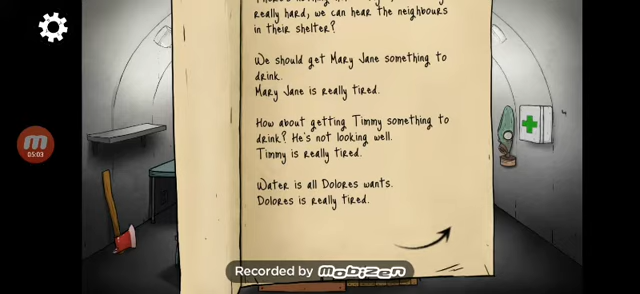 really hard, we can hear the neighbours
in their shelter?
We should get Mary Jane something to
drink.
Mary Jane is really tired.
How about getting Timmy something to
drink? He's not looking well.
Timmy is really tired.
Water is all Dolores wants.
Dolores is really tired.
05:03
Recorded by mobizen